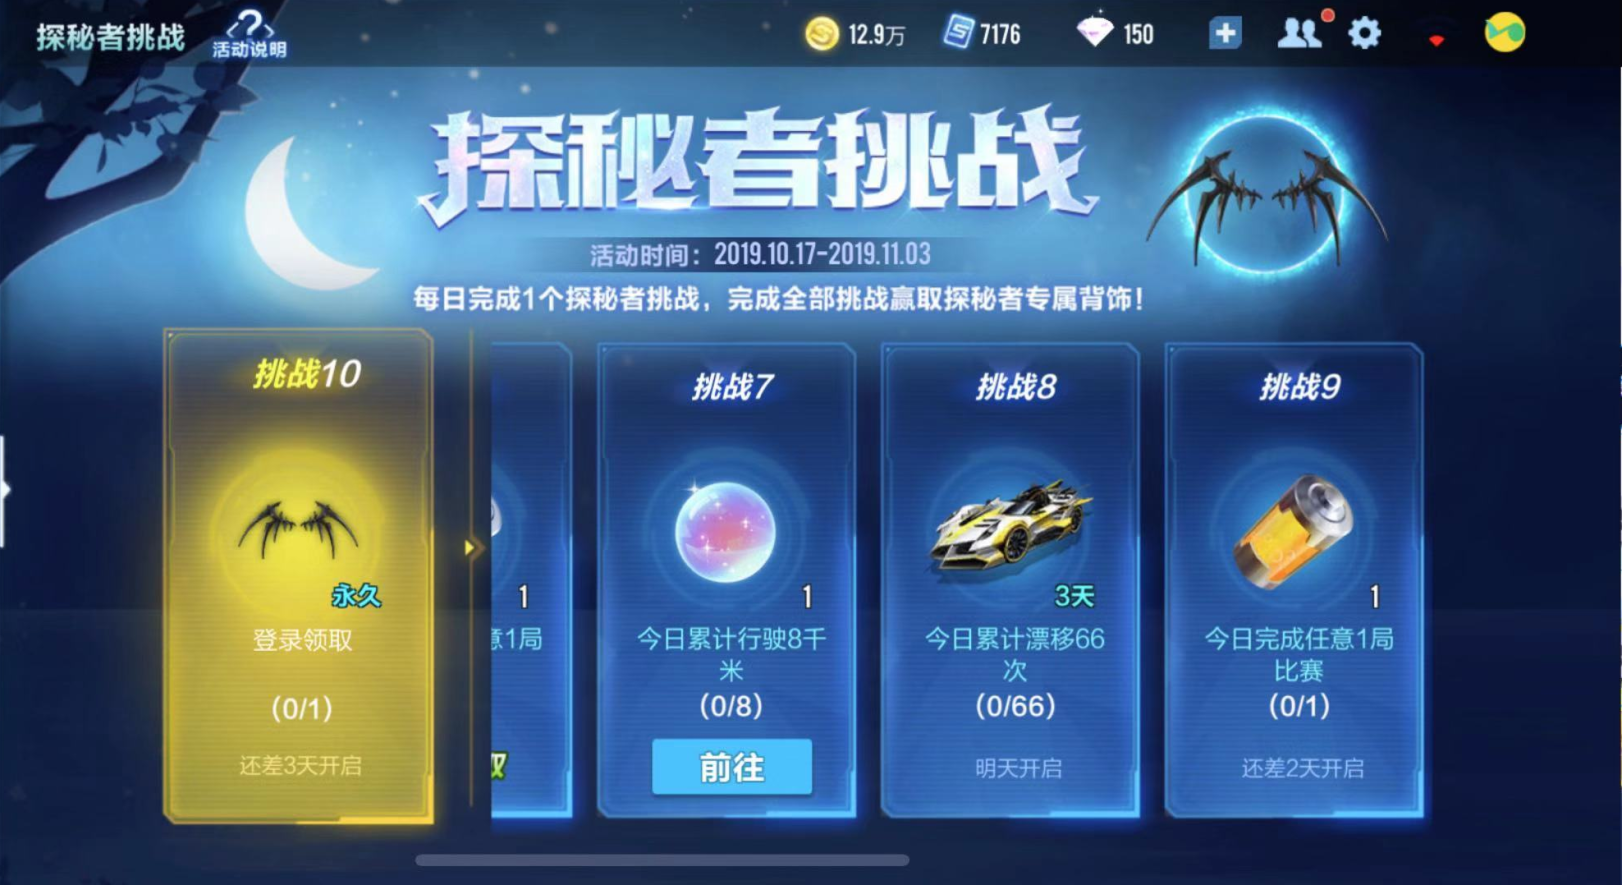 探秘者挑战
活动说明
12.9万
7176
150
探秘者挑战
活动时间：2019.10.17-2019.11.03
每日完成1个探秘者挑战，完成全部挑战赢取探秘者专属背饰！
挑战10
永久
登录领取
(0/1)
还差3天开启
1
意1局
取
挑战7
1
今日累计行驶8千
米
(0/8)
前往
挑战8
3天
今日累计漂移66
次
(0/66)
明天开启
挑战9
1
今日完成任意1局
比赛
(0/1)
还差2天开启